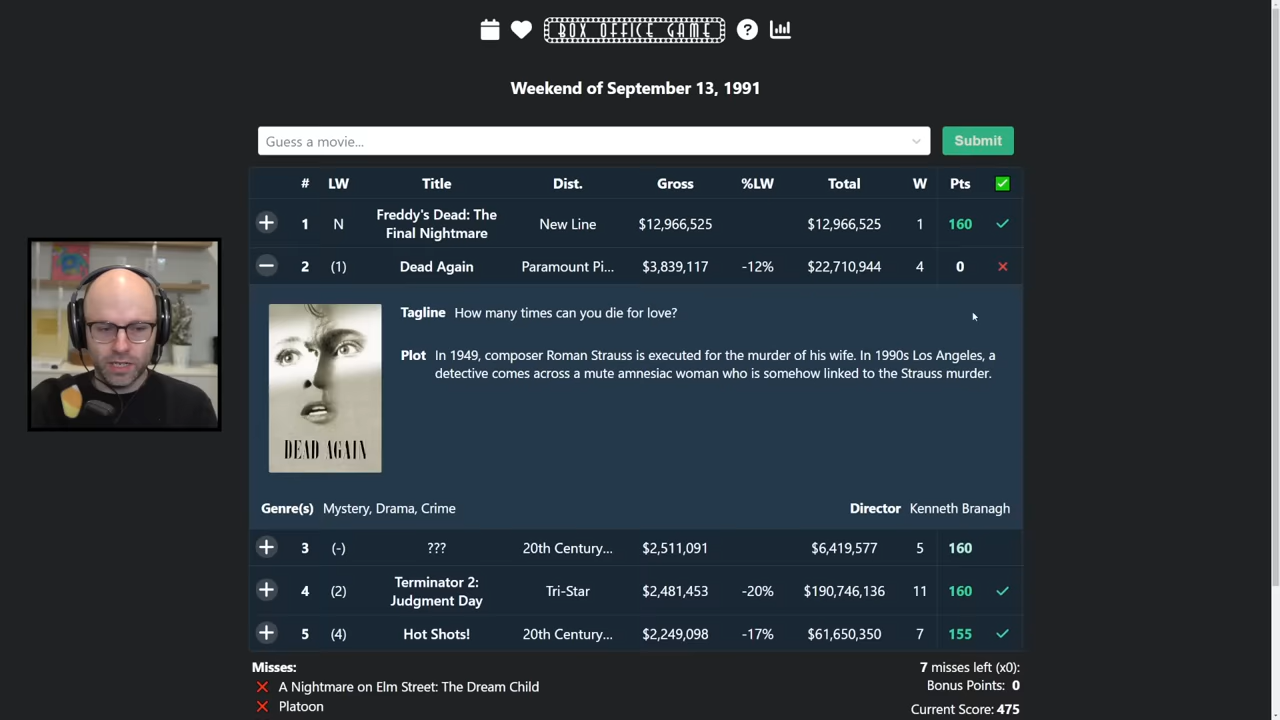 BOX OFFICE GAME
Weekend of September 13, 1991
Guess a movie...
Submit
# LW Title Dist. Gross %LW Total W Pts
1 N Freddy's Dead: The Final Nightmare New Line $12,966,525 $12,966,525 1 160
2 (1) Dead Again Paramount Pi... $3,839,117 -12% $22,710,944 4 0
Tagline How many times can you die for love?
Plot In 1949, composer Roman Strauss is executed for the murder of his wife. In 1990s Los Angeles, a
detective comes across a mute amnesiac woman who is somehow linked to the Strauss murder.
DEAD AGAIN
Genre(s) Mystery, Drama, Crime
Director Kenneth Branagh
3 (-) ??? 20th Century... $2,511,091 $6,419,577 5 160
4 (2) Terminator 2: Judgment Day Tri-Star $2,481,453 -20% $190,746,136 11 160
5 (4) Hot Shots! 20th Century... $2,249,098 -17% $61,650,350 7 155
Misses:
A Nightmare on Elm Street: The Dream Child
Platoon
7 misses left (x0):
Bonus Points: 0
Current Score: 475